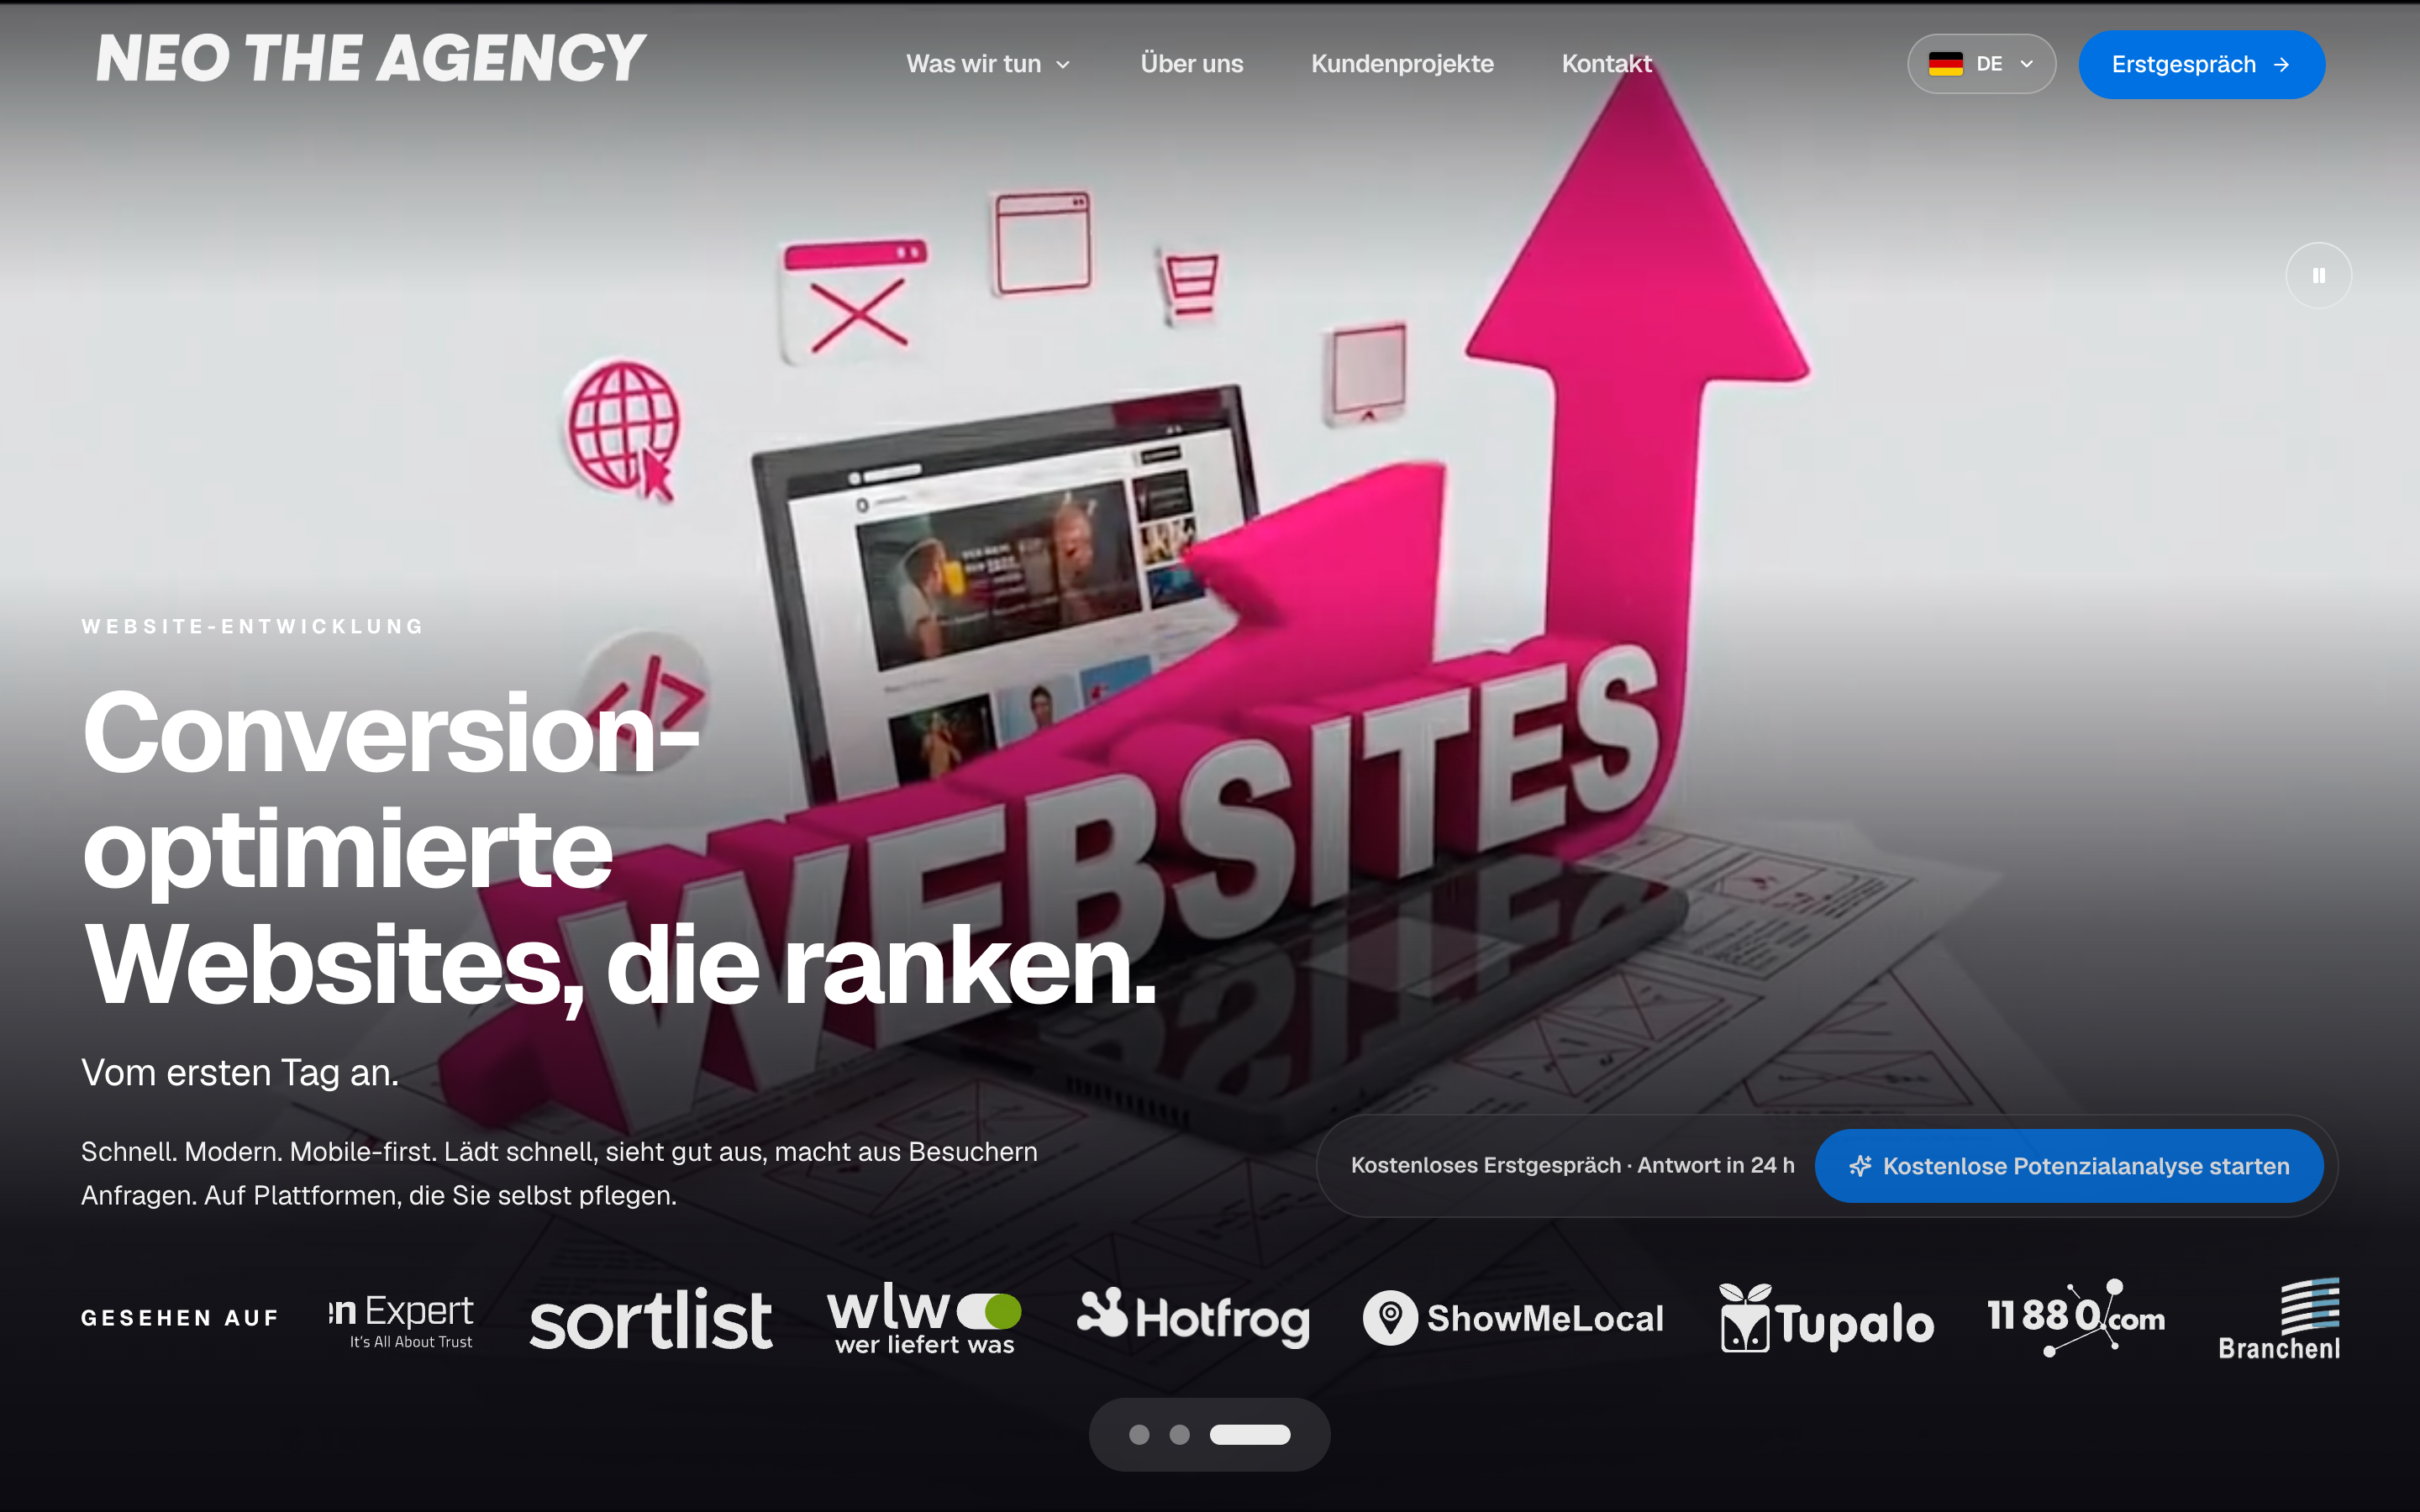 NEO THE AGENCY
Was wir tun
Über uns
Kundenprojekte
Kontakt
DE
Erstgespräch
WEBSITE-ENTWICKLUNG
Conversion-
optimierte
Websites, die ranken.
WEBSITES
Vom ersten Tag an.
Schnell. Modern. Mobile-first. Lädt schnell, sieht gut aus, macht aus Besuchern
Anfragen. Auf Plattformen, die Sie selbst pflegen.
Kostenloses Erstgespräch · Antwort in 24 h
Kostenlose Potenzialanalyse starten
GESEHEN AUF
Expert
It's All About Trust
sortlist
wlw
wer liefert was
Hotfrog
ShowMeLocal
Tupalo
11 88 0.com